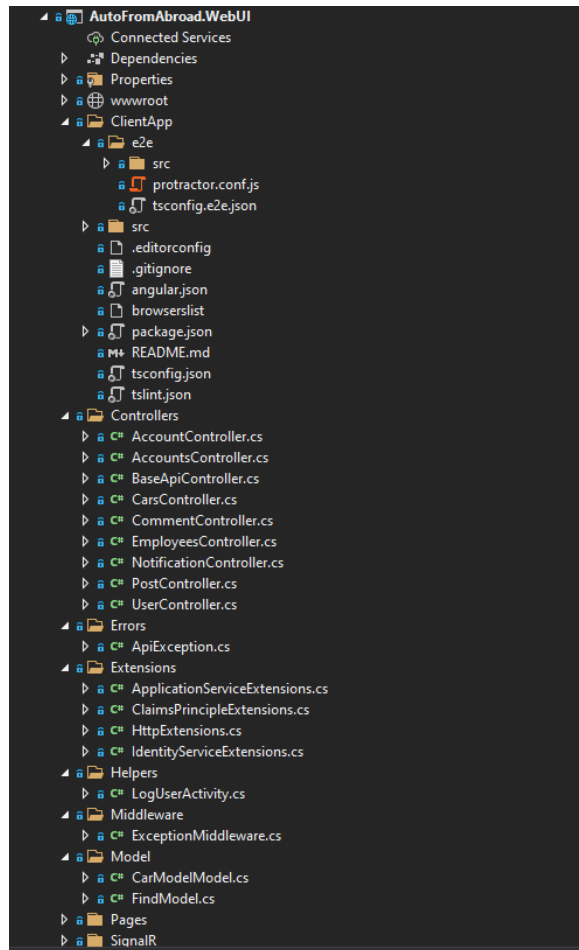 AutoFromAbroad.WebUI
Connected Services
Dependencies
Properties
wwwroot
ClientApp
e2e
src
protractor.conf.js
tsconfig.e2e.json
src
.editorconfig
.gitignore
angular.json
browserslist
package.json
M↓ README.md
tsconfig.json
tslint.json
Controllers
C# AccountController.cs
C# AccountsController.cs
C# BaseApiController.cs
C# CarsController.cs
C# CommentController.cs
C# EmployeesController.cs
C# NotificationController.cs
C# PostController.cs
C# UserController.cs
Errors
C# ApiException.cs
Extensions
C# ApplicationServiceExtensions.cs
C# ClaimsPrincipleExtensions.cs
C# HttpExtensions.cs
C# IdentityServiceExtensions.cs
Helpers
C# LogUserActivity.cs
Middleware
C# ExceptionMiddleware.cs
Model
C# CarModelModel.cs
C# FindModel.cs
Pages
SignalR